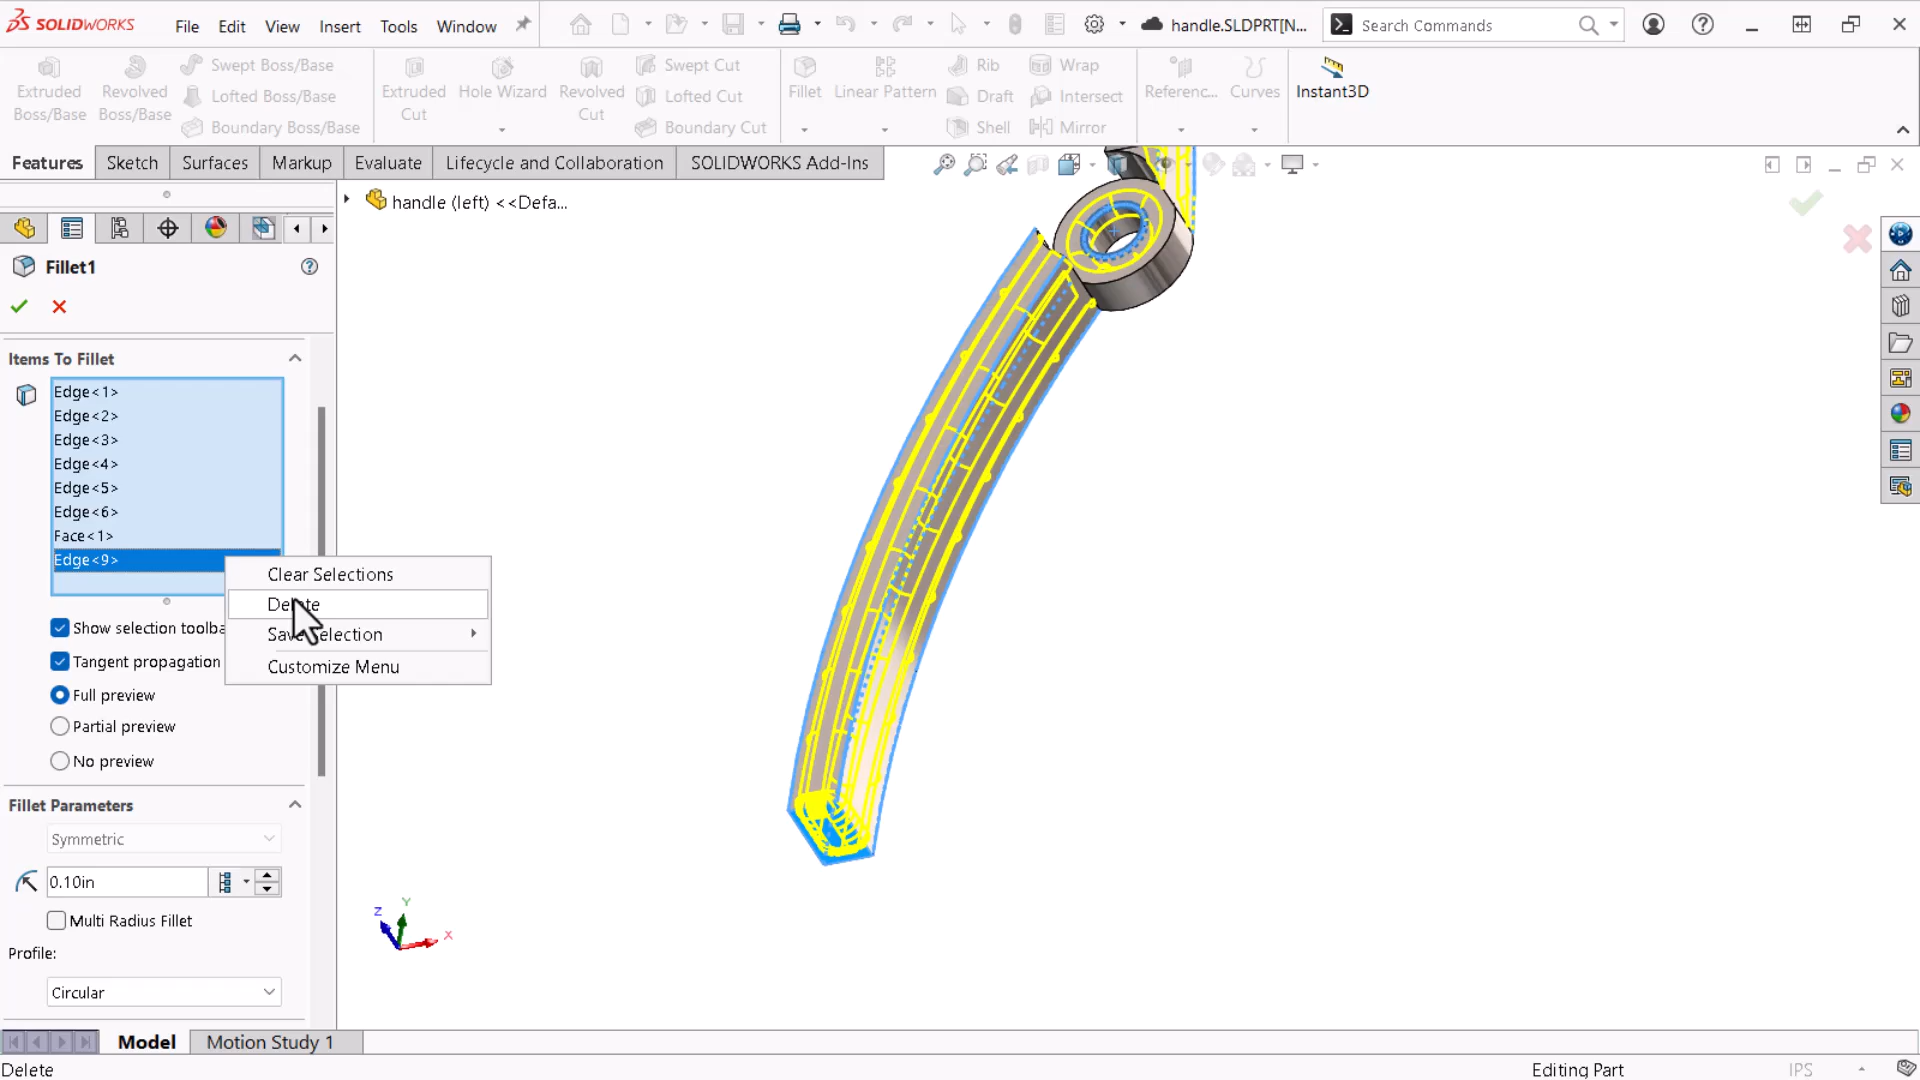 SOLIDWORKS
File Edit View Insert Tools Window
handle.SLDPRT[N...
Search Commands
Extruded Boss/Base
Revolved Boss/Base
Swept Boss/Base
Lofted Boss/Base
Boundary Boss/Base
Extruded Cut
Hole Wizard
Revolved Cut
Swept Cut
Lofted Cut
Boundary Cut
Fillet
Linear Pattern
Rib
Draft
Shell
Wrap
Intersect
Mirror
Referenc...
Curves
Instant3D
Features Sketch Surfaces Markup Evaluate Lifecycle and Collaboration SOLIDWORKS Add-Ins
handle (left) <<Defa...
Fillet1
Items To Fillet
Edge<1>
Edge<2>
Edge<3>
Edge<4>
Edge<5>
Edge<6>
Face<1>
Edge<9>
Clear Selections
Delete
Save Selection
Customize Menu
Show selection toolba
Tangent propagation
Full preview
Partial preview
No preview
Fillet Parameters
Symmetric
0.10in
Multi Radius Fillet
Profile:
Circular
Z Y X
Model Motion Study 1
Delete
Editing Part
IPS